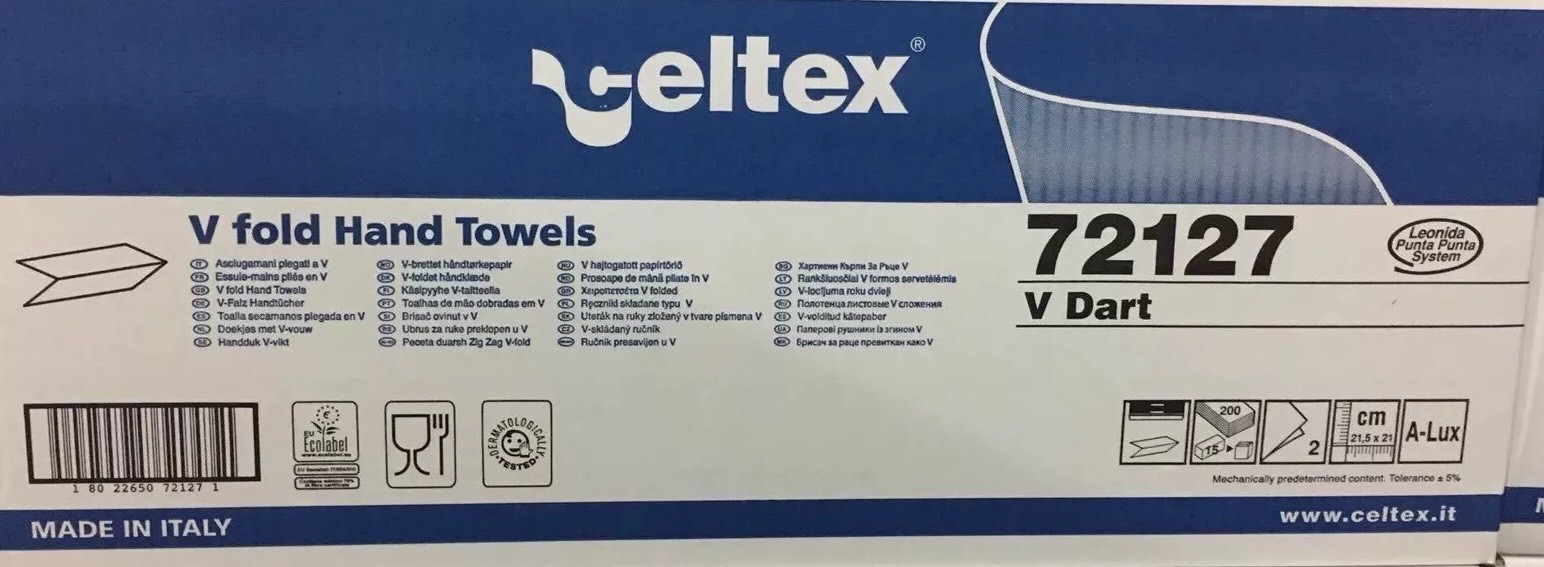 celtex®
V fold Hand Towels
72127
V Dart
Leonida
Punta Punta
System
IT Asciugamani piegati a V
FR Essuie-mains pliés en V
GB V fold Hand Towels
DE V-Falz Handtücher
ES Toalla secamanos plegada en V
NL Doekjes met V-vouw
SE Handduk V-vikt
NO V-brettet håndtørkepapir
DK V-foldet håndklæde
FI Käsipyyhe V-taitteella
PT Toalhas de mão dobradas em V
SI Brisač ovinut v V
RS Ubrus za ruke preklopen u V
Peceta duarsh Zig Zag V-fold
HU V hajtogatott papírtörlő
RO Prosoape de mână pliate în V
GR Χειροπετσέτα V folded
PL Ręczniki składane typu V
SK Uterák na ruky zložený v tvare písmena V
CZ V-skládaný ručník
Ručnik presavijen u V
BG Хартиени Кърпи За Ръце V
LT Rankšluosčiai V formos servetėlėmis
LV V-locījuma roku dvieļi
RU Полотенца листовые V сложения
EE V-volditud kätepaber
UA Паперові рушники із згином V
MK Брисач за раце превиткан како V
1 80 22650 72127 1
EU
Ecolabel
www.ecolabel.eu
DERMATOLOGICALLY
TESTED
200
15
2
cm
21,5 x 21
A-Lux
Mechanically predetermined content. Tolerance ± 5%
MADE IN ITALY
www.celtex.it